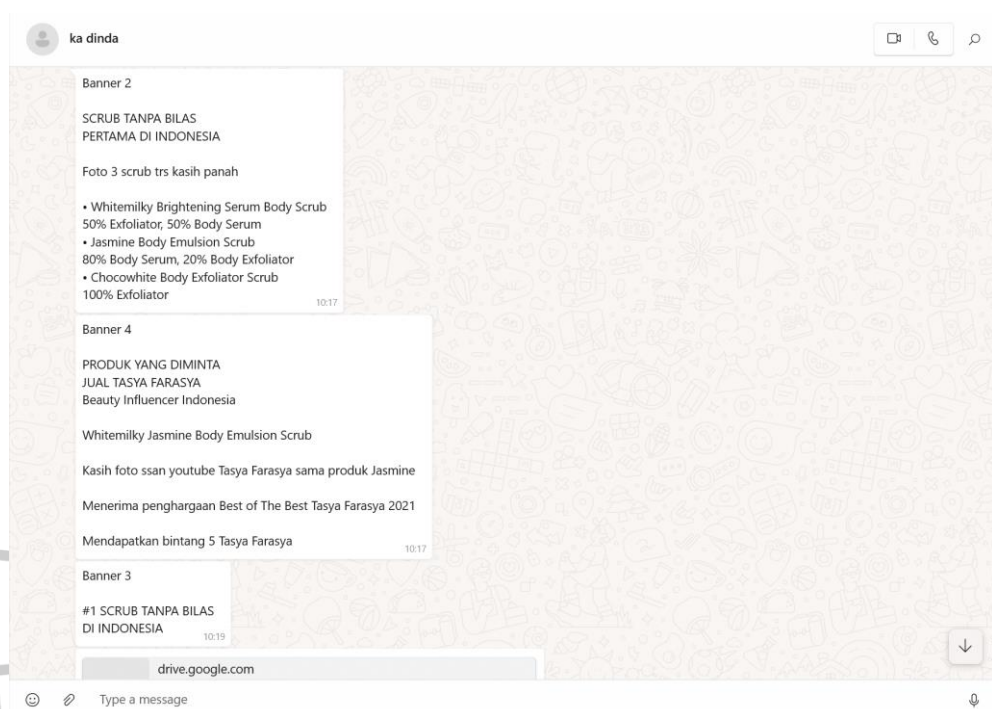 ka dinda
Banner 2
SCRUB TANPA BILAS
PERTAMA DI INDONESIA
Foto 3 scrub trs kasih panah
• Whitemilky Brightening Serum Body Scrub
50% Exfoliator, 50% Body Serum
• Jasmine Body Emulsion Scrub
80% Body Serum, 20% Body Exfoliator
• Chocowhite Body Exfoliator Scrub
100% Exfoliator
10:17
Banner 4
PRODUK YANG DIMINTA
JUAL TASYA FARASYA
Beauty Influencer Indonesia
Whitemilky Jasmine Body Emulsion Scrub
Kasih foto ssan youtube Tasya Farasya sama produk Jasmine
Menerima penghargaan Best of The Best Tasya Farasya 2021
Mendapatkan bintang 5 Tasya Farasya
10:17
Banner 3
#1 SCRUB TANPA BILAS
DI INDONESIA
10:19
drive.google.com
Type a message